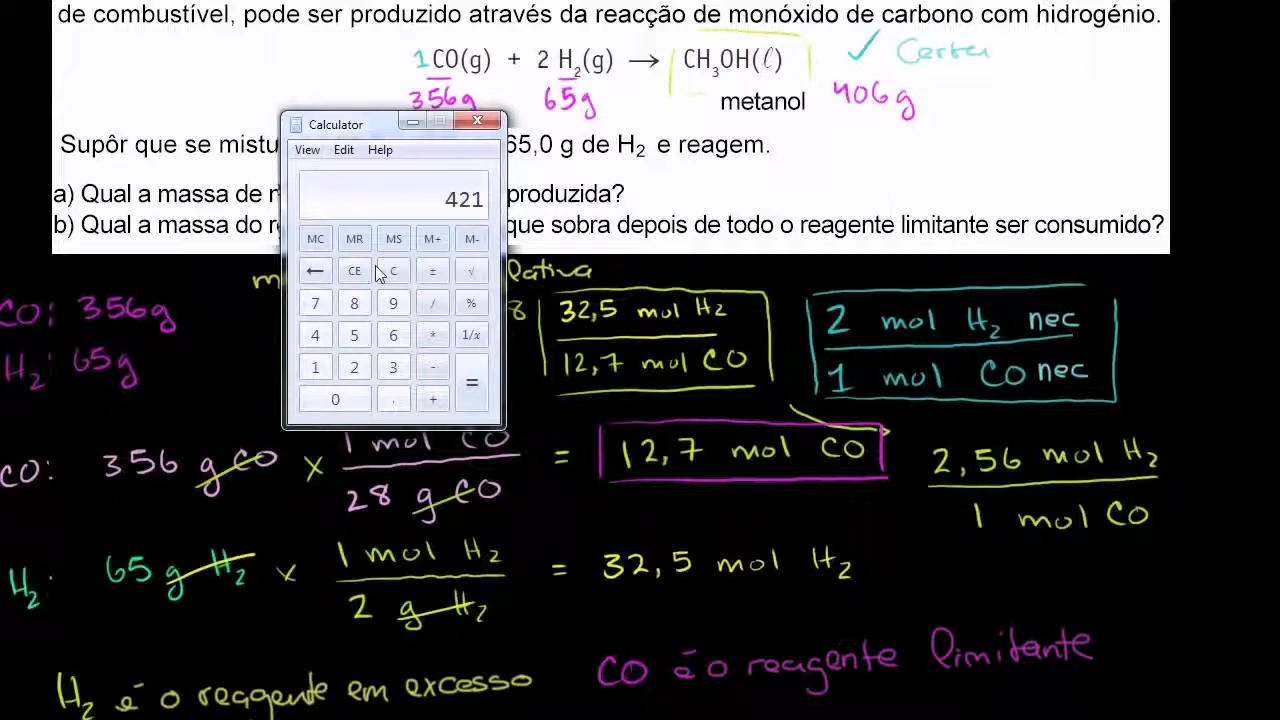 de combustível, pode ser produzido através da reacção de monóxido de carbono com hidrogénio.
1CO(g) + 2 H₂(g) → CH₃OH(ℓ) ✓ Certa
356g 65g metanol 406g
Supôr que se mistu 65,0 g de H₂ e reagem.
a) Qual a massa de produzida?
b) Qual a massa do que sobra depois de todo o reagente limitante ser consumido?
Calculator
View Edit Help
421
MC MR MS M+ M-
← CE C ± √
7 8 9 / %
4 5 6 * 1/x
1 2 3 - =
0 . +
CO: 356g
H₂: 65g
8
32,5 mol H₂
12,7 mol CO
2 mol H₂ nec
1 mol CO nec
CO: 356 g CO × 1 mol CO / 28 g CO = 12,7 mol CO
2,56 mol H₂
1 mol CO
H₂: 65 g H₂ × 1 mol H₂ / 2 g H₂ = 32,5 mol H₂
H₂ é o reagente em excesso
CO é o reagente limitante